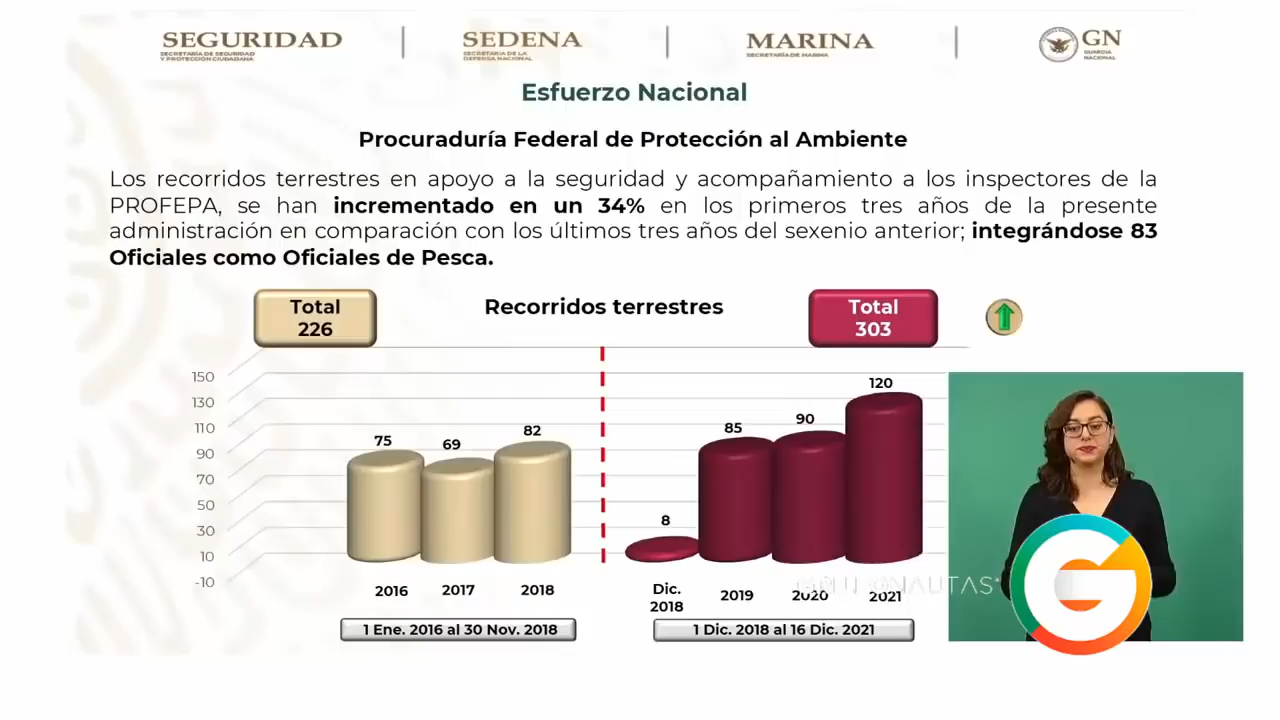 SEGURIDAD
SECRETARÍA DE SEGURIDAD
Y PROTECCIÓN CIUDADANA
SEDENA
SECRETARÍA DE LA
DEFENSA NACIONAL
MARINA
SECRETARÍA DE MARINA
GN
GUARDIA
NACIONAL
Esfuerzo Nacional
Procuraduría Federal de Protección al Ambiente
Los recorridos terrestres en apoyo a la seguridad y acompañamiento a los inspectores de la
PROFEPA, se han incrementado en un 34% en los primeros tres años de la presente
administración en comparación con los últimos tres años del sexenio anterior; integrándose 83
Oficiales como Oficiales de Pesca.
Total
226
Recorridos terrestres
Total
303
150
130
110
90
70
50
30
10
-10
75
69
82
8
85
90
120
2016
2017
2018
Dic.
2018
2019
2020
2021
1 Ene. 2016 al 30 Nov. 2018
1 Dic. 2018 al 16 Dic. 2021
G